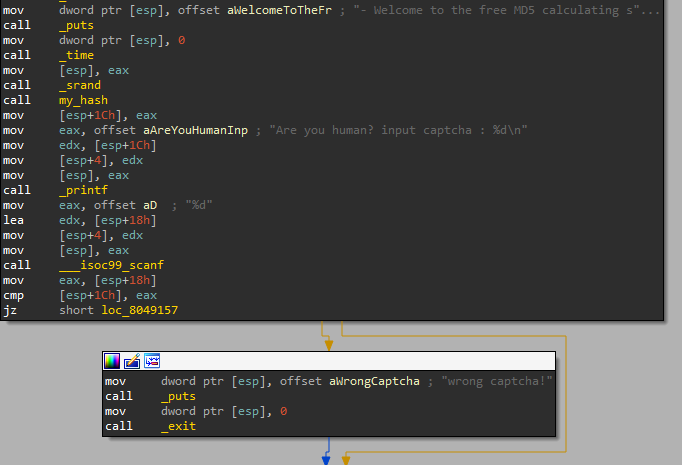 mov dword ptr [esp], offset aWelcomeToTheFr ; "- Welcome to the free MD5 calculating s"...
call _puts
mov dword ptr [esp], 0
call _time
mov [esp], eax
call _srand
call my_hash
mov [esp+1Ch], eax
mov eax, offset aAreYouHumanInp ; "Are you human? input captcha : %d\n"
mov edx, [esp+1Ch]
mov [esp+4], edx
mov [esp], eax
call _printf
mov eax, offset aD ; "%d"
lea edx, [esp+18h]
mov [esp+4], edx
mov [esp], eax
call ___isoc99_scanf
mov eax, [esp+18h]
cmp [esp+1Ch], eax
jz short loc_8049157
mov dword ptr [esp], offset aWrongCaptcha ; "wrong captcha!"
call _puts
mov dword ptr [esp], 0
call _exit